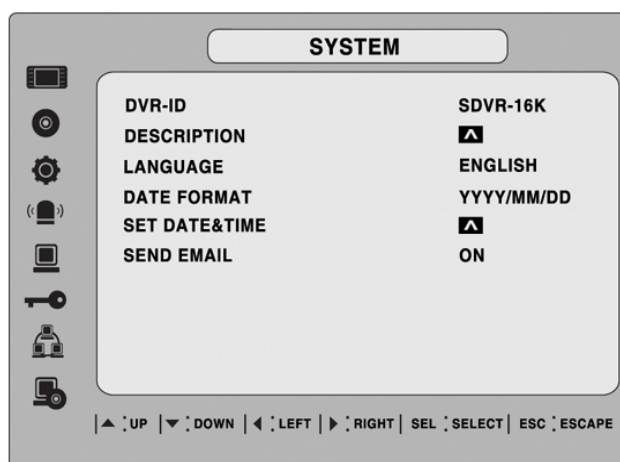 SYSTEM
DVR-ID SDVR-16K
DESCRIPTION
LANGUAGE ENGLISH
DATE FORMAT YYYY/MM/DD
SET DATE&TIME
SEND EMAIL ON
UP DOWN LEFT RIGHT SEL : SELECT ESC : ESCAPE